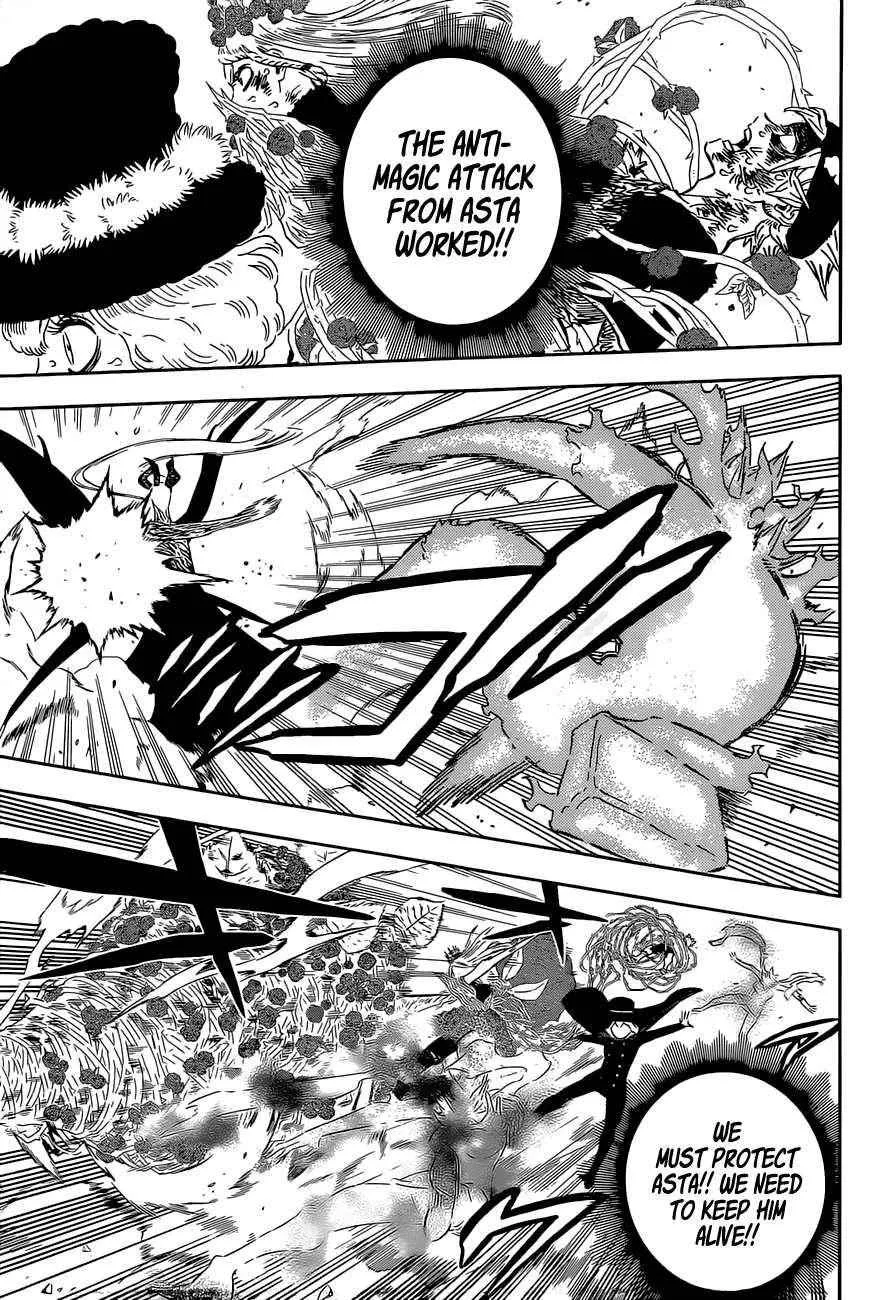 THE ANTI-
MAGIC ATTACK
FROM ASTA
WORKED!!
WE
MUST PROTECT
ASTA!! WE NEED
TO KEEP HIM
ALIVE!!